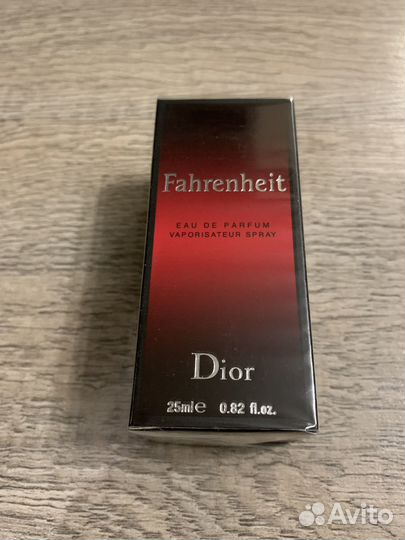 Fahrenheit
EAU DE PARFUM
VAPORISATEUR SPRAY
Dior
25ml℮ 0.82 fl.oz.
Avito